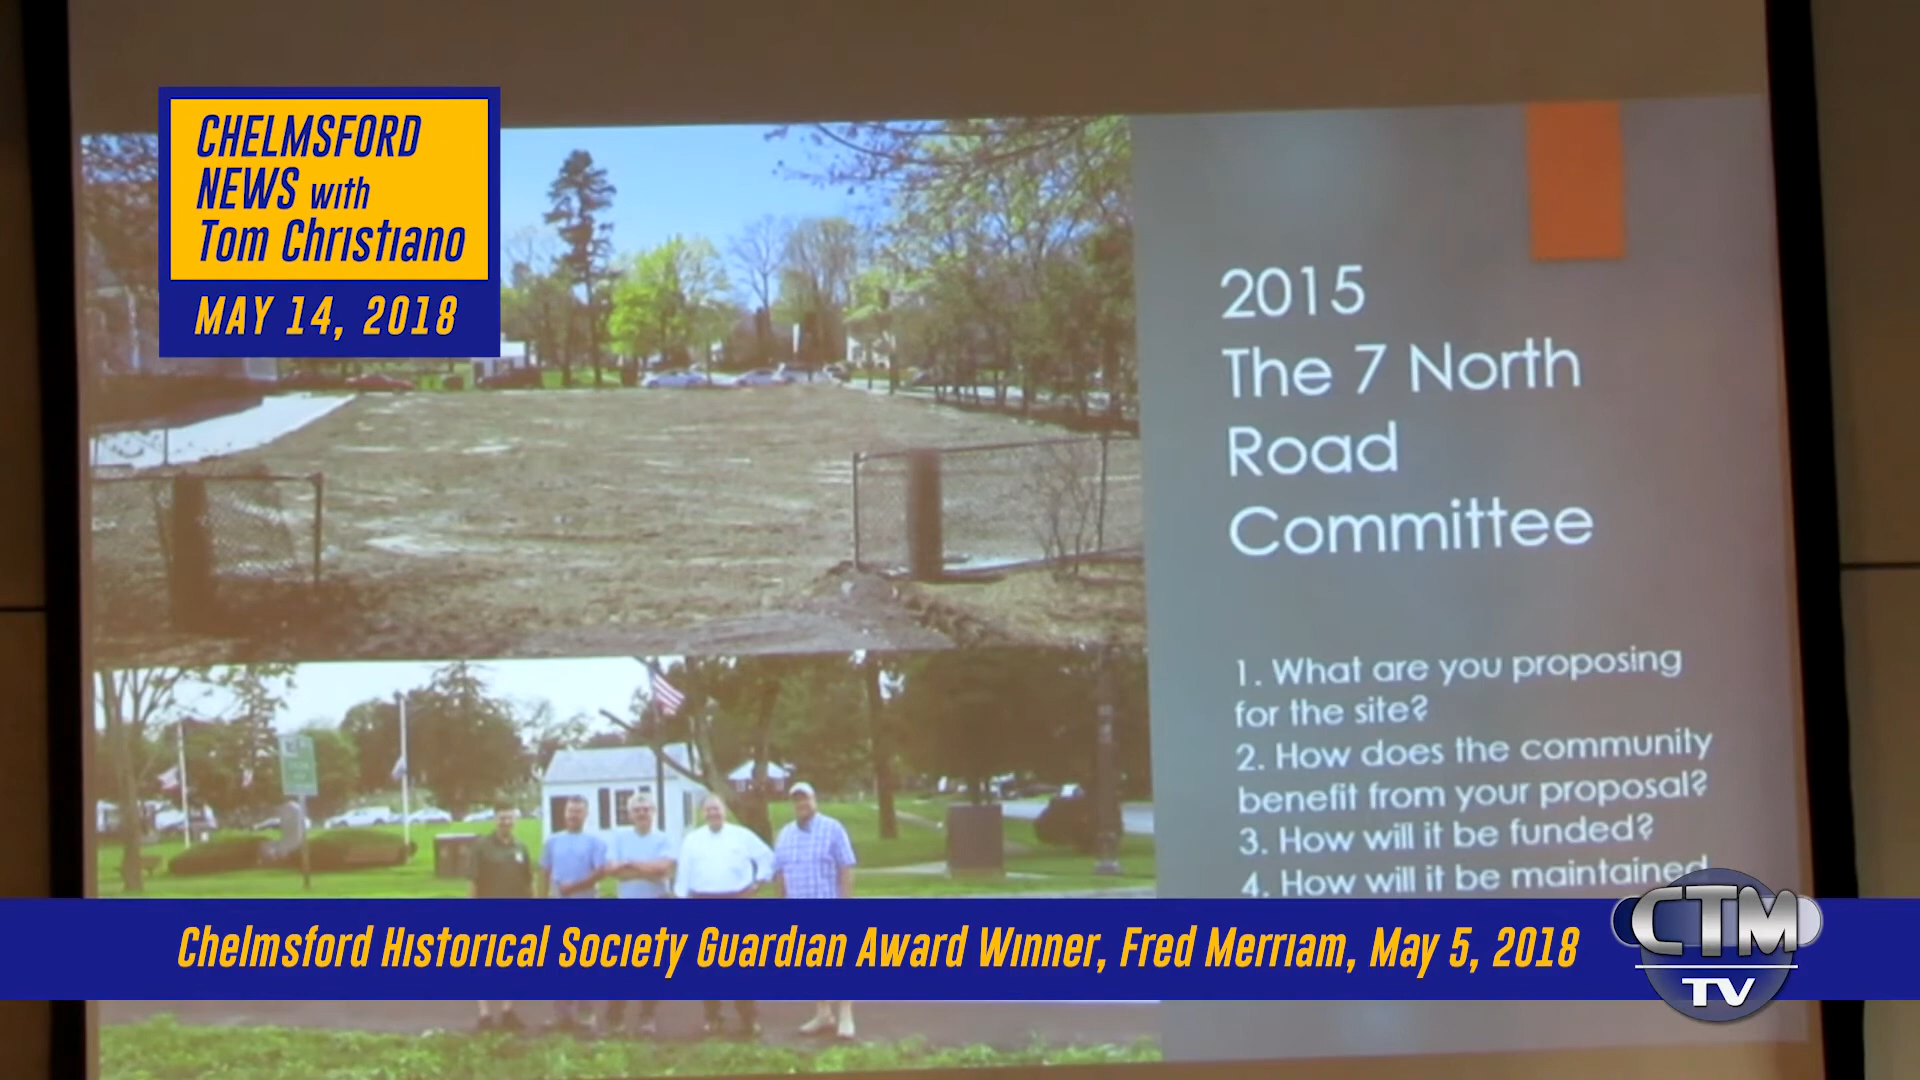 CHELMSFORD
NEWS with
Tom Christiano
MAY 14, 2018
2015
The 7 North
Road
Committee
1. What are you proposing
for the site?
2. How does the community
benefit from your proposal?
3. How will it be funded?
4. How will it be maintained
Chelmsford Historical Society Guardian Award Winner, Fred Merriam, May 5, 2018
CTM
TV